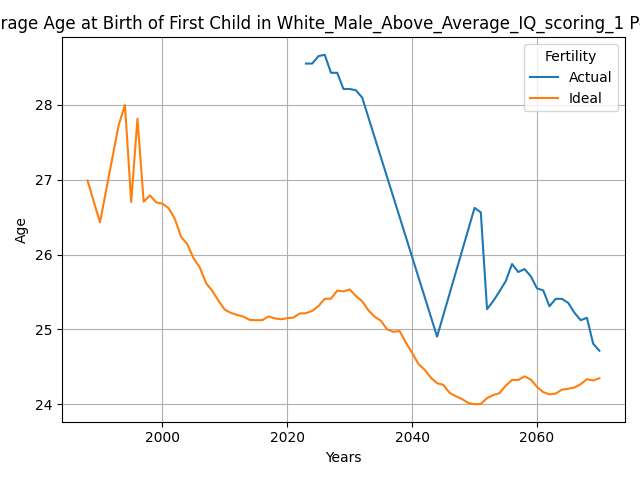 rage Age at Birth of First Child in White_Male_Above_Average_IQ_scoring_1 P
Fertility
Actual
Ideal
28
27
26
25
24
Age
2000 2020 2040 2060
Years